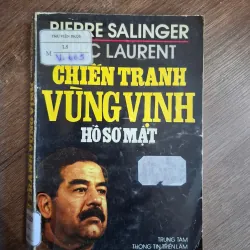 PIERRE SALINGER
C LAURENT
CHIẾN TRANH
VÙNG VỊNH
HỒ SƠ MẬT
TRUNG TÂM
THÔNG TIN TRIỂN LÃM